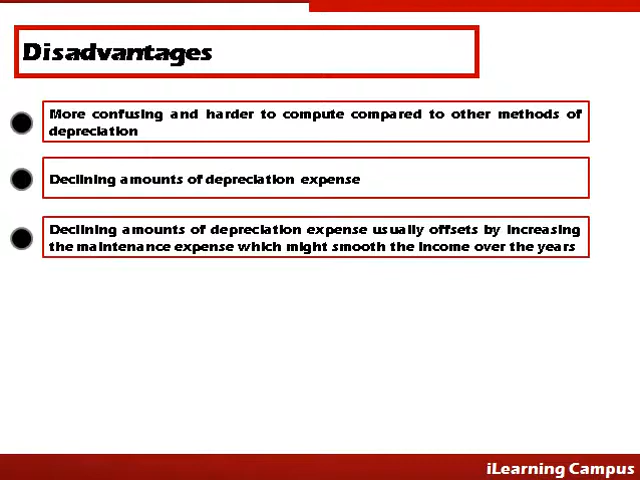 Disadvantages
More confusing and harder to compute compared to other methods of
depreciation
Declining amounts of depreciation expense
Declining amounts of depreciation expense usually offsets by increasing
the maintenance expense which might smooth the income over the years
iLearning Campus